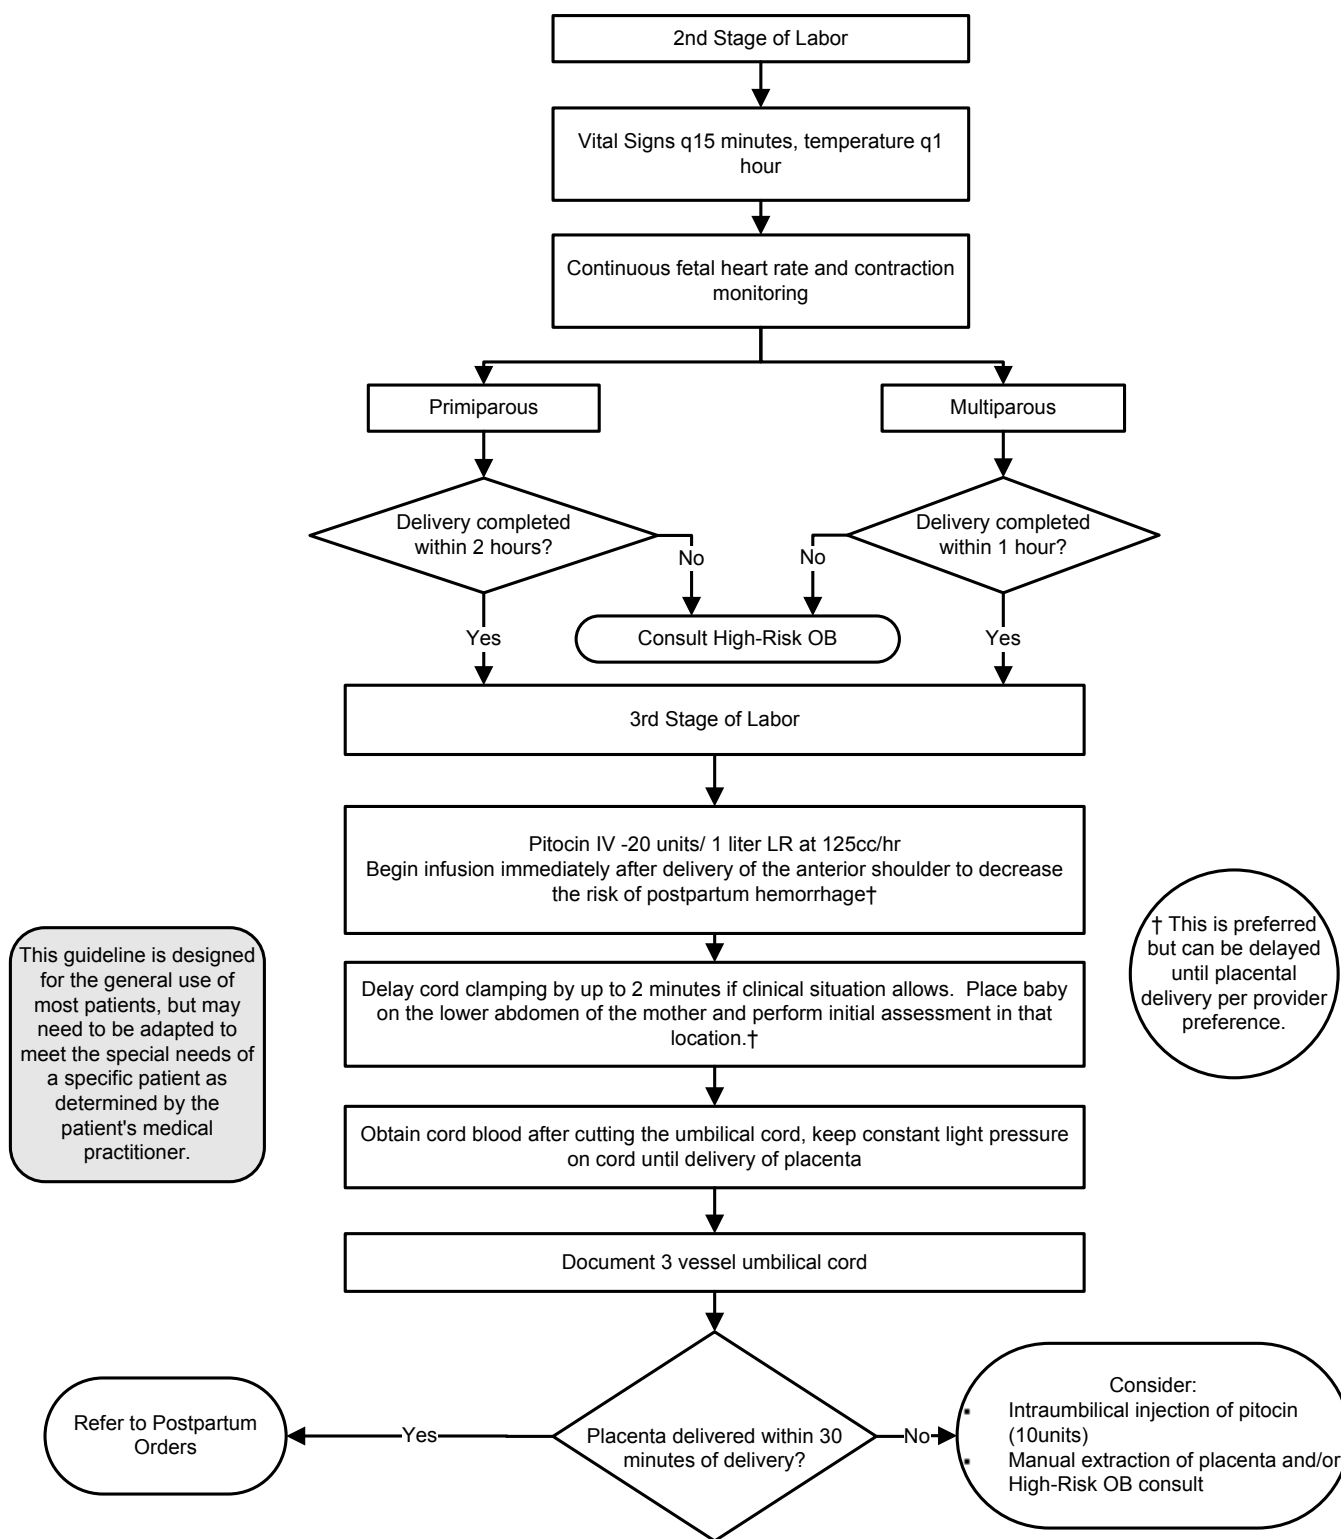 2nd Stage of Labor
Vital Signs q15 minutes, temperature q1
hour
Continuous fetal heart rate and contraction
monitoring
Primiparous
Multiparous
Delivery completed
within 2 hours?
Delivery completed
within 1 hour?
No
No
Yes
Consult High-Risk OB
Yes
3rd Stage of Labor
Pitocin IV -20 units/ 1 liter LR at 125cc/hr
Begin infusion immediately after delivery of the anterior shoulder to decrease
the risk of postpartum hemorrhage†
† This is preferred
but can be delayed
until placental
delivery per provider
preference.
This guideline is designed
for the general use of
most patients, but may
need to be adapted to
meet the special needs of
a specific patient as
determined by the
patient's medical
practitioner.
Delay cord clamping by up to 2 minutes if clinical situation allows.  Place baby
on the lower abdomen of the mother and perform initial assessment in that
location.†
Obtain cord blood after cutting the umbilical cord, keep constant light pressure
on cord until delivery of placenta
Document 3 vessel umbilical cord
Placenta delivered within 30
minutes of delivery?
Yes
Refer to Postpartum
Orders
No
Consider:
▪ Intraumbilical injection of pitocin
(10units)
▪ Manual extraction of placenta and/or
High-Risk OB consult